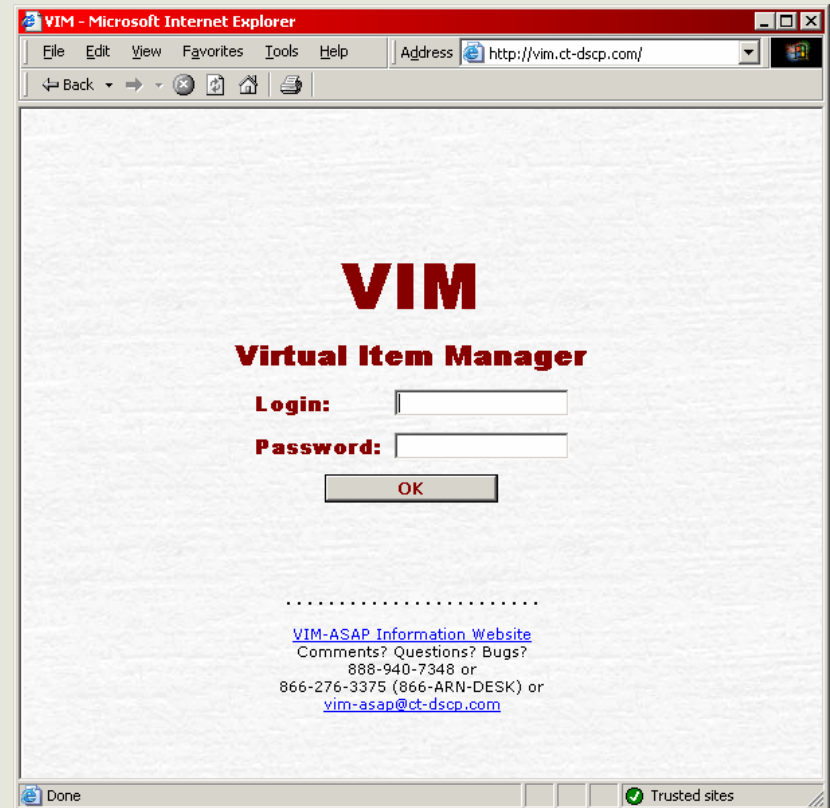 VIM - Microsoft Internet Explorer
File Edit View Favorites Tools Help Address http://vim.ct-dscp.com/
Back
VIM
Virtual Item Manager
Login:
Password:
OK
........................
VIM-ASAP Information Website
Comments? Questions? Bugs?
888-940-7348 or
866-276-3375 (866-ARN-DESK) or
vim-asap@ct-dscp.com
Done Trusted sites